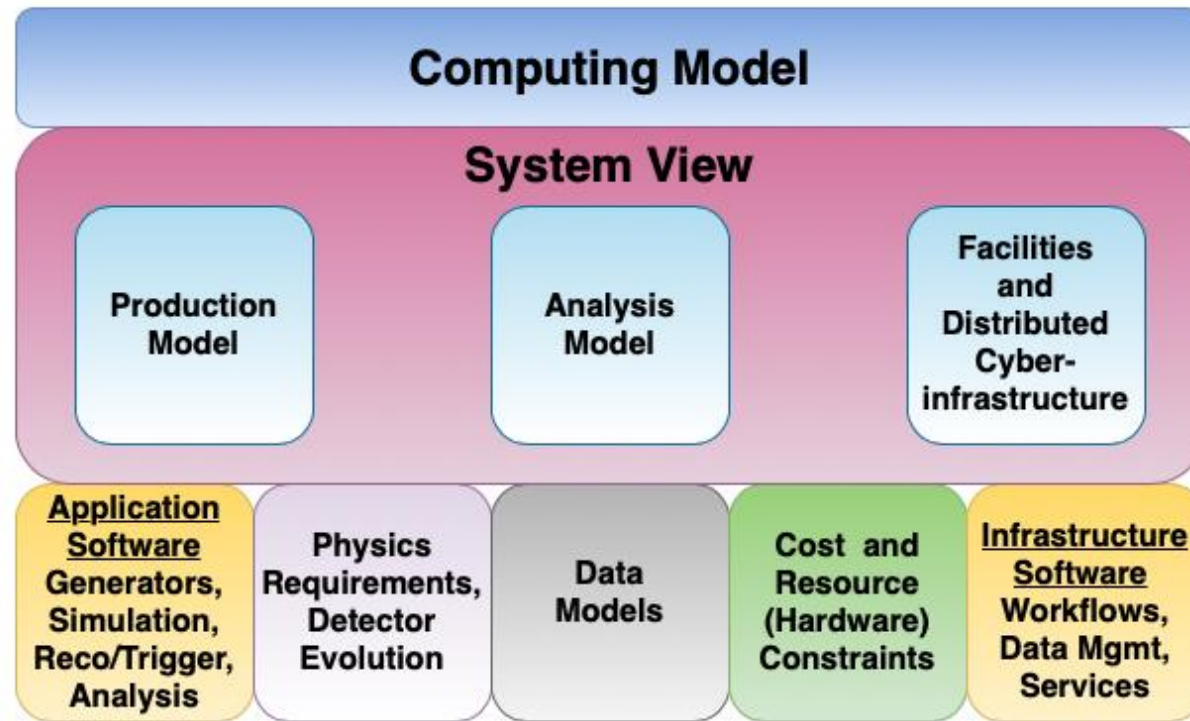 Computing Model
System View
Production
Model
Analysis
Model
Facilities
and
Distributed
Cyber-
infrastructure
Application
Software
Generators,
Simulation,
Reco/Trigger,
Analysis
Physics
Requirements,
Detector
Evolution
Data
Models
Cost and
Resource
(Hardware)
Constraints
Infrastructure
Software
Workflows,
Data Mgmt,
Services